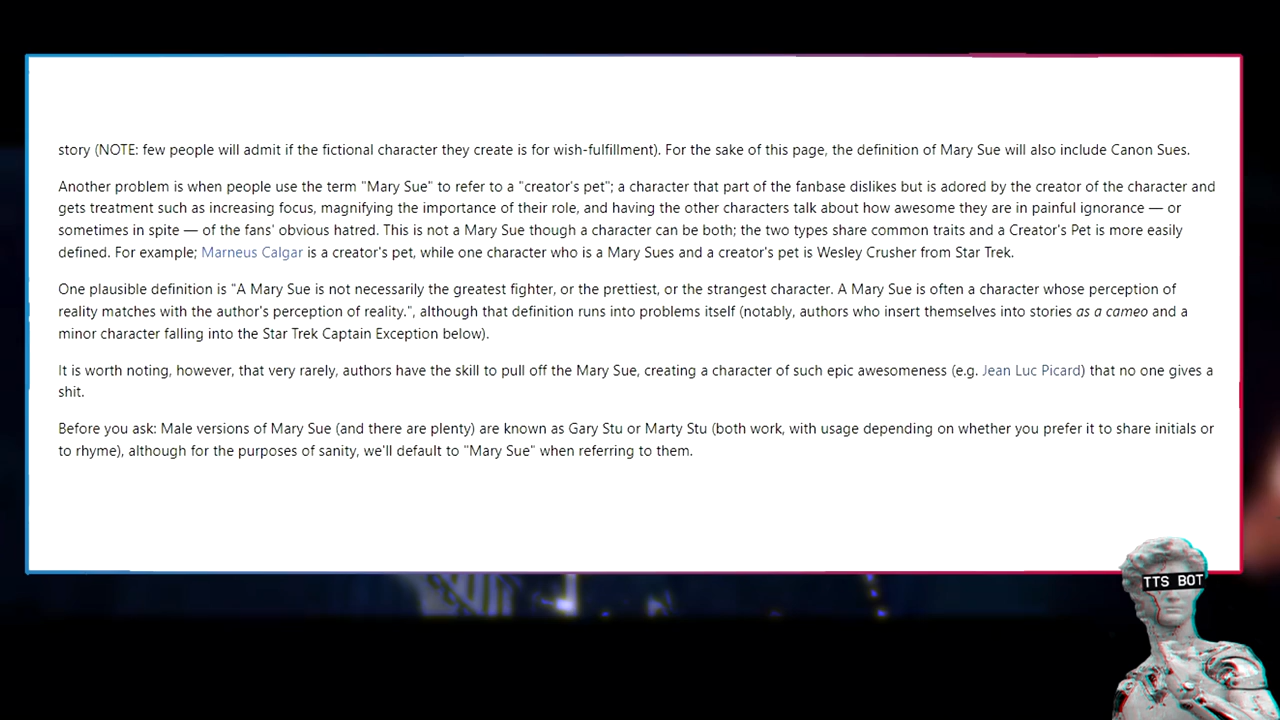 story (NOTE: few people will admit if the fictional character they create is for wish-fulfillment). For the sake of this page, the definition of Mary Sue will also include Canon Sues.
Another problem is when people use the term "Mary Sue" to refer to a "creator's pet"; a character that part of the fanbase dislikes but is adored by the creator of the character and
gets treatment such as increasing focus, magnifying the importance of their role, and having the other characters talk about how awesome they are in painful ignorance — or
sometimes in spite — of the fans' obvious hatred. This is not a Mary Sue though a character can be both; the two types share common traits and a Creator's Pet is more easily
defined. For example; Marneus Calgar is a creator's pet, while one character who is a Mary Sues and a creator's pet is Wesley Crusher from Star Trek.
One plausible definition is "A Mary Sue is not necessarily the greatest fighter, or the prettiest, or the strangest character. A Mary Sue is often a character whose perception of
reality matches with the author's perception of reality.", although that definition runs into problems itself (notably, authors who insert themselves into stories as a cameo and a
minor character falling into the Star Trek Captain Exception below).
It is worth noting, however, that very rarely, authors have the skill to pull off the Mary Sue, creating a character of such epic awesomeness (e.g. Jean Luc Picard) that no one gives a
shit.
Before you ask: Male versions of Mary Sue (and there are plenty) are known as Gary Stu or Marty Stu (both work, with usage depending on whether you prefer it to share initials or
to rhyme), although for the purposes of sanity, we'll default to "Mary Sue" when referring to them.
TTS BOT